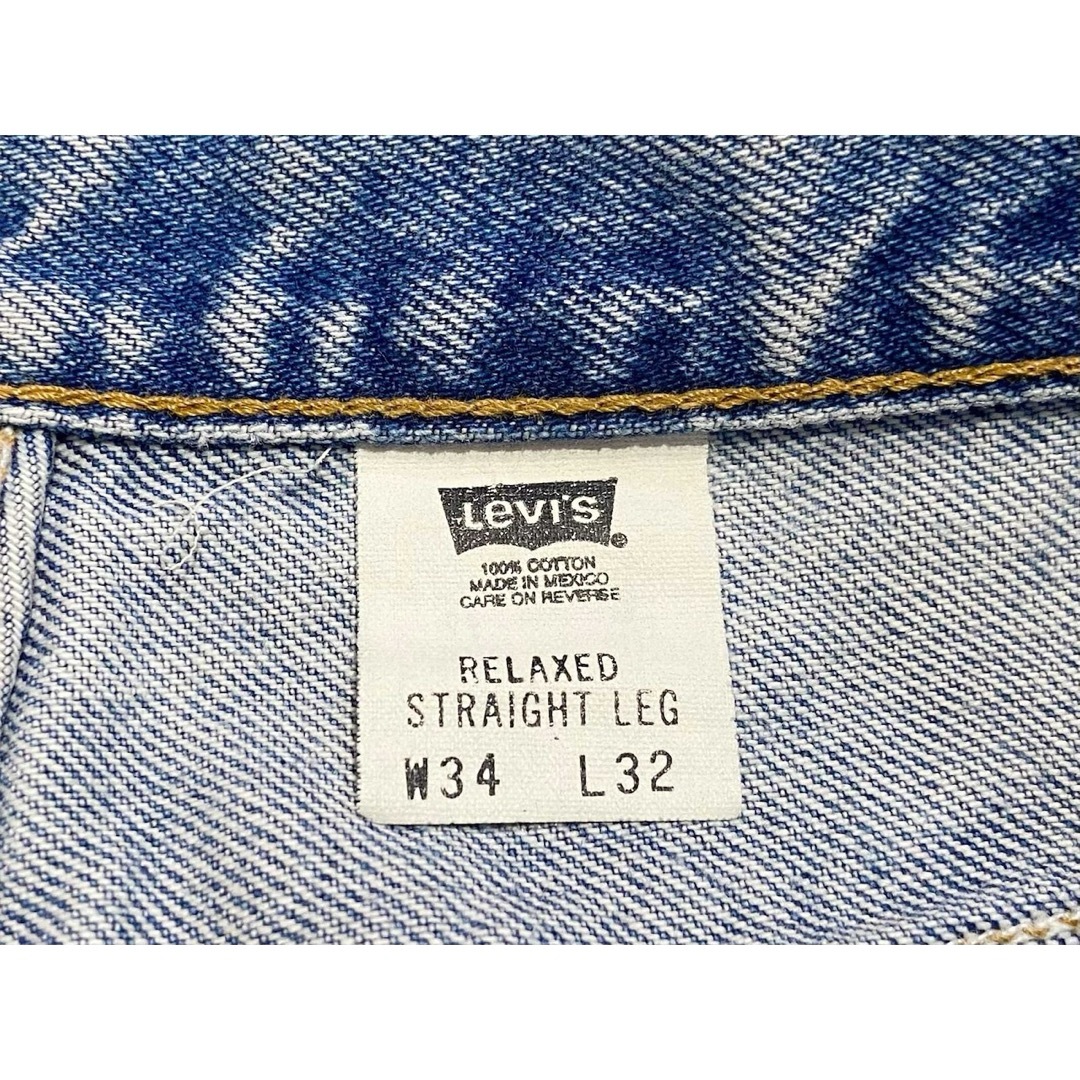 Levi's ®
100% COTTON
MADE IN MEXICO
CARE ON REVERSE
RELAXED
STRAIGHT LEG
W34 L32